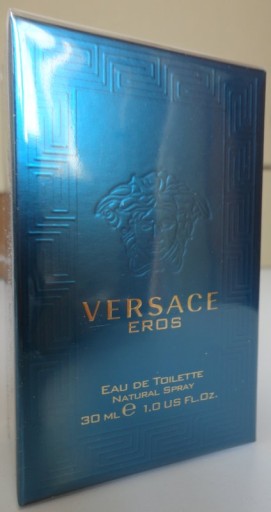 VERSACE
EROS
EAU DE TOILETTE
NATURAL SPRAY
30 ML ℮ 1.0 US FL.OZ.